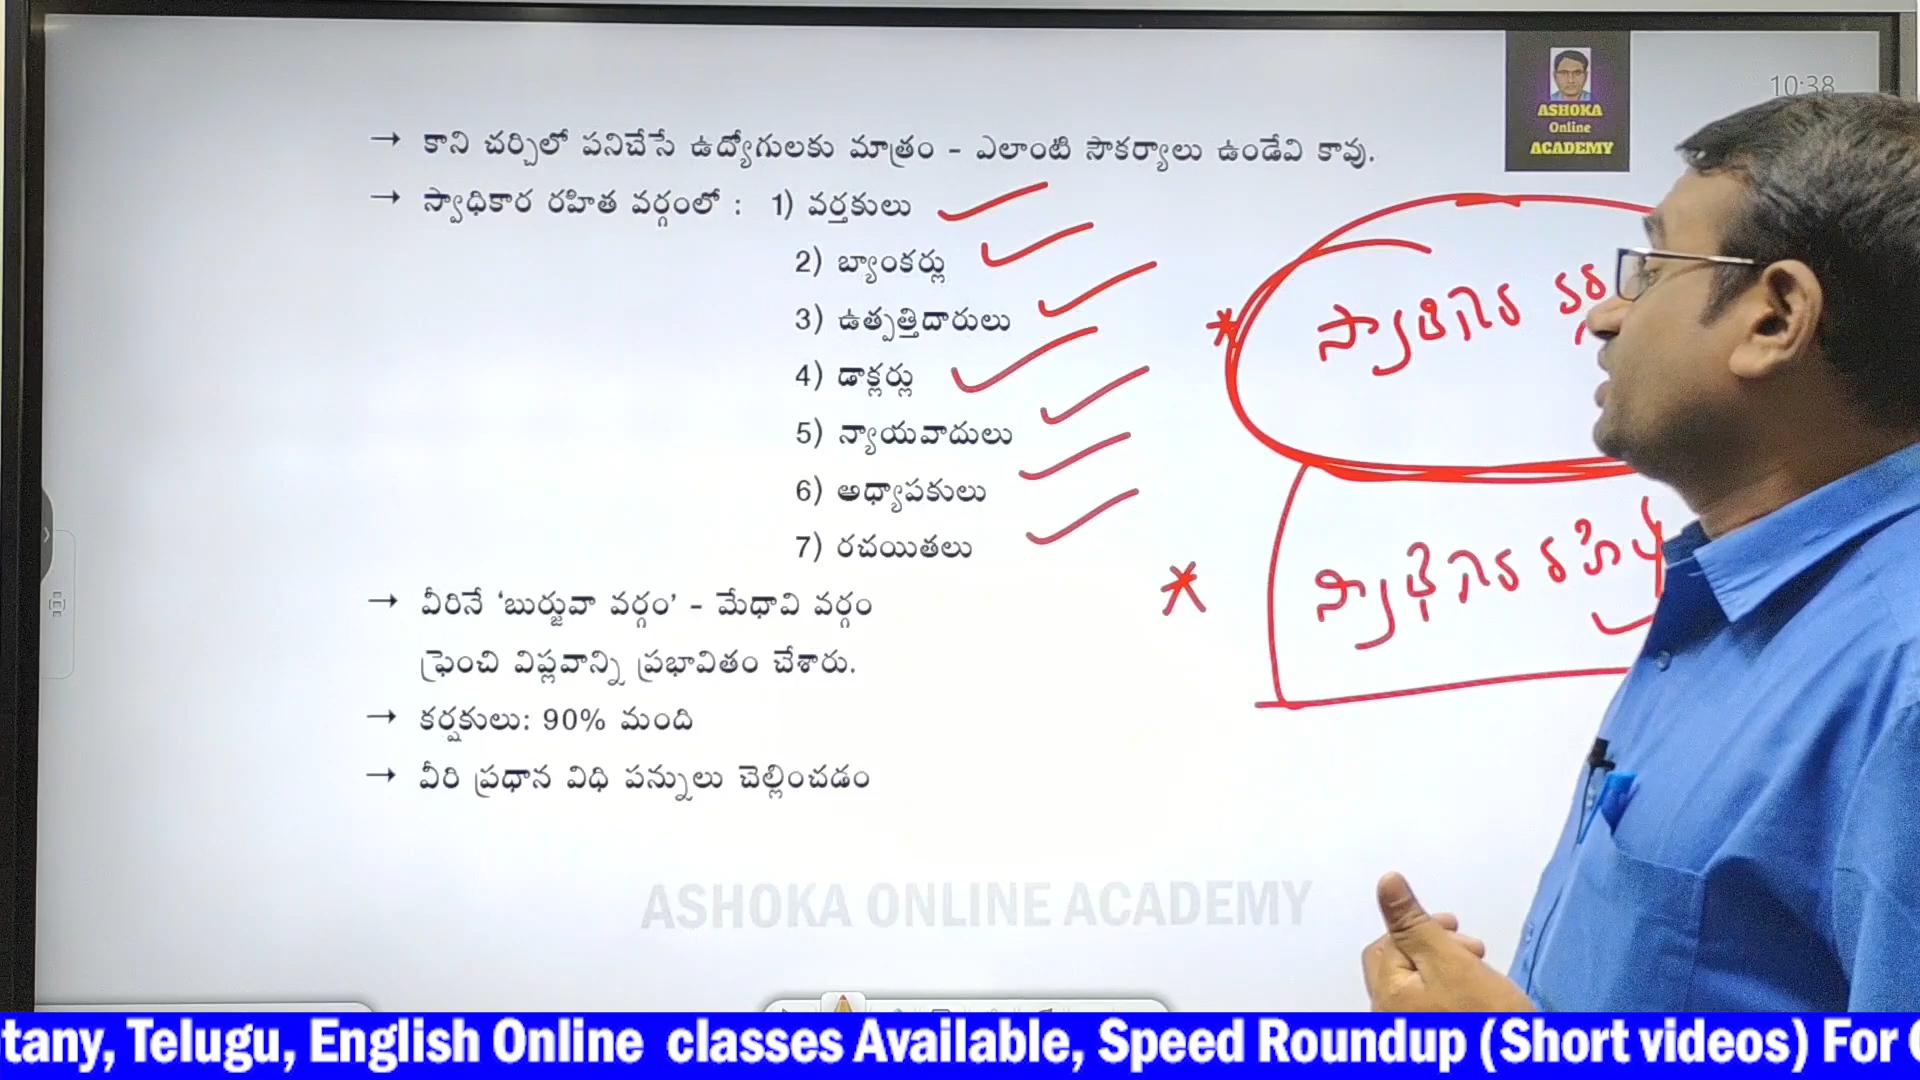 ASHOKA
Online
ACADEMY
10:38
→ కాని చర్చిలో పనిచేసే ఉద్యోగులకు మాత్రం - ఎలాంటి సౌకర్యాలు ఉండేవి కావు.
→ స్వాధికార రహిత వర్గంలో : 1) వర్తకులు
2) బ్యాంకర్లు
3) ఉత్పత్తిదారులు
4) డాక్టర్లు
5) న్యాయవాదులు
6) అధ్యాపకులు
7) రచయితలు
→ వీరినే 'బుర్జువా వర్గం' - మేధావి వర్గం
ఫ్రెంచి విప్లవాన్ని ప్రభావితం చేశారు.
→ కర్షకులు: 90% మంది
→ వీరి ప్రధాన విధి పన్నులు చెల్లించడం
ASHOKA ONLINE ACADEMY
tany, Telugu, English Online classes Available, Speed Roundup (Short videos) For